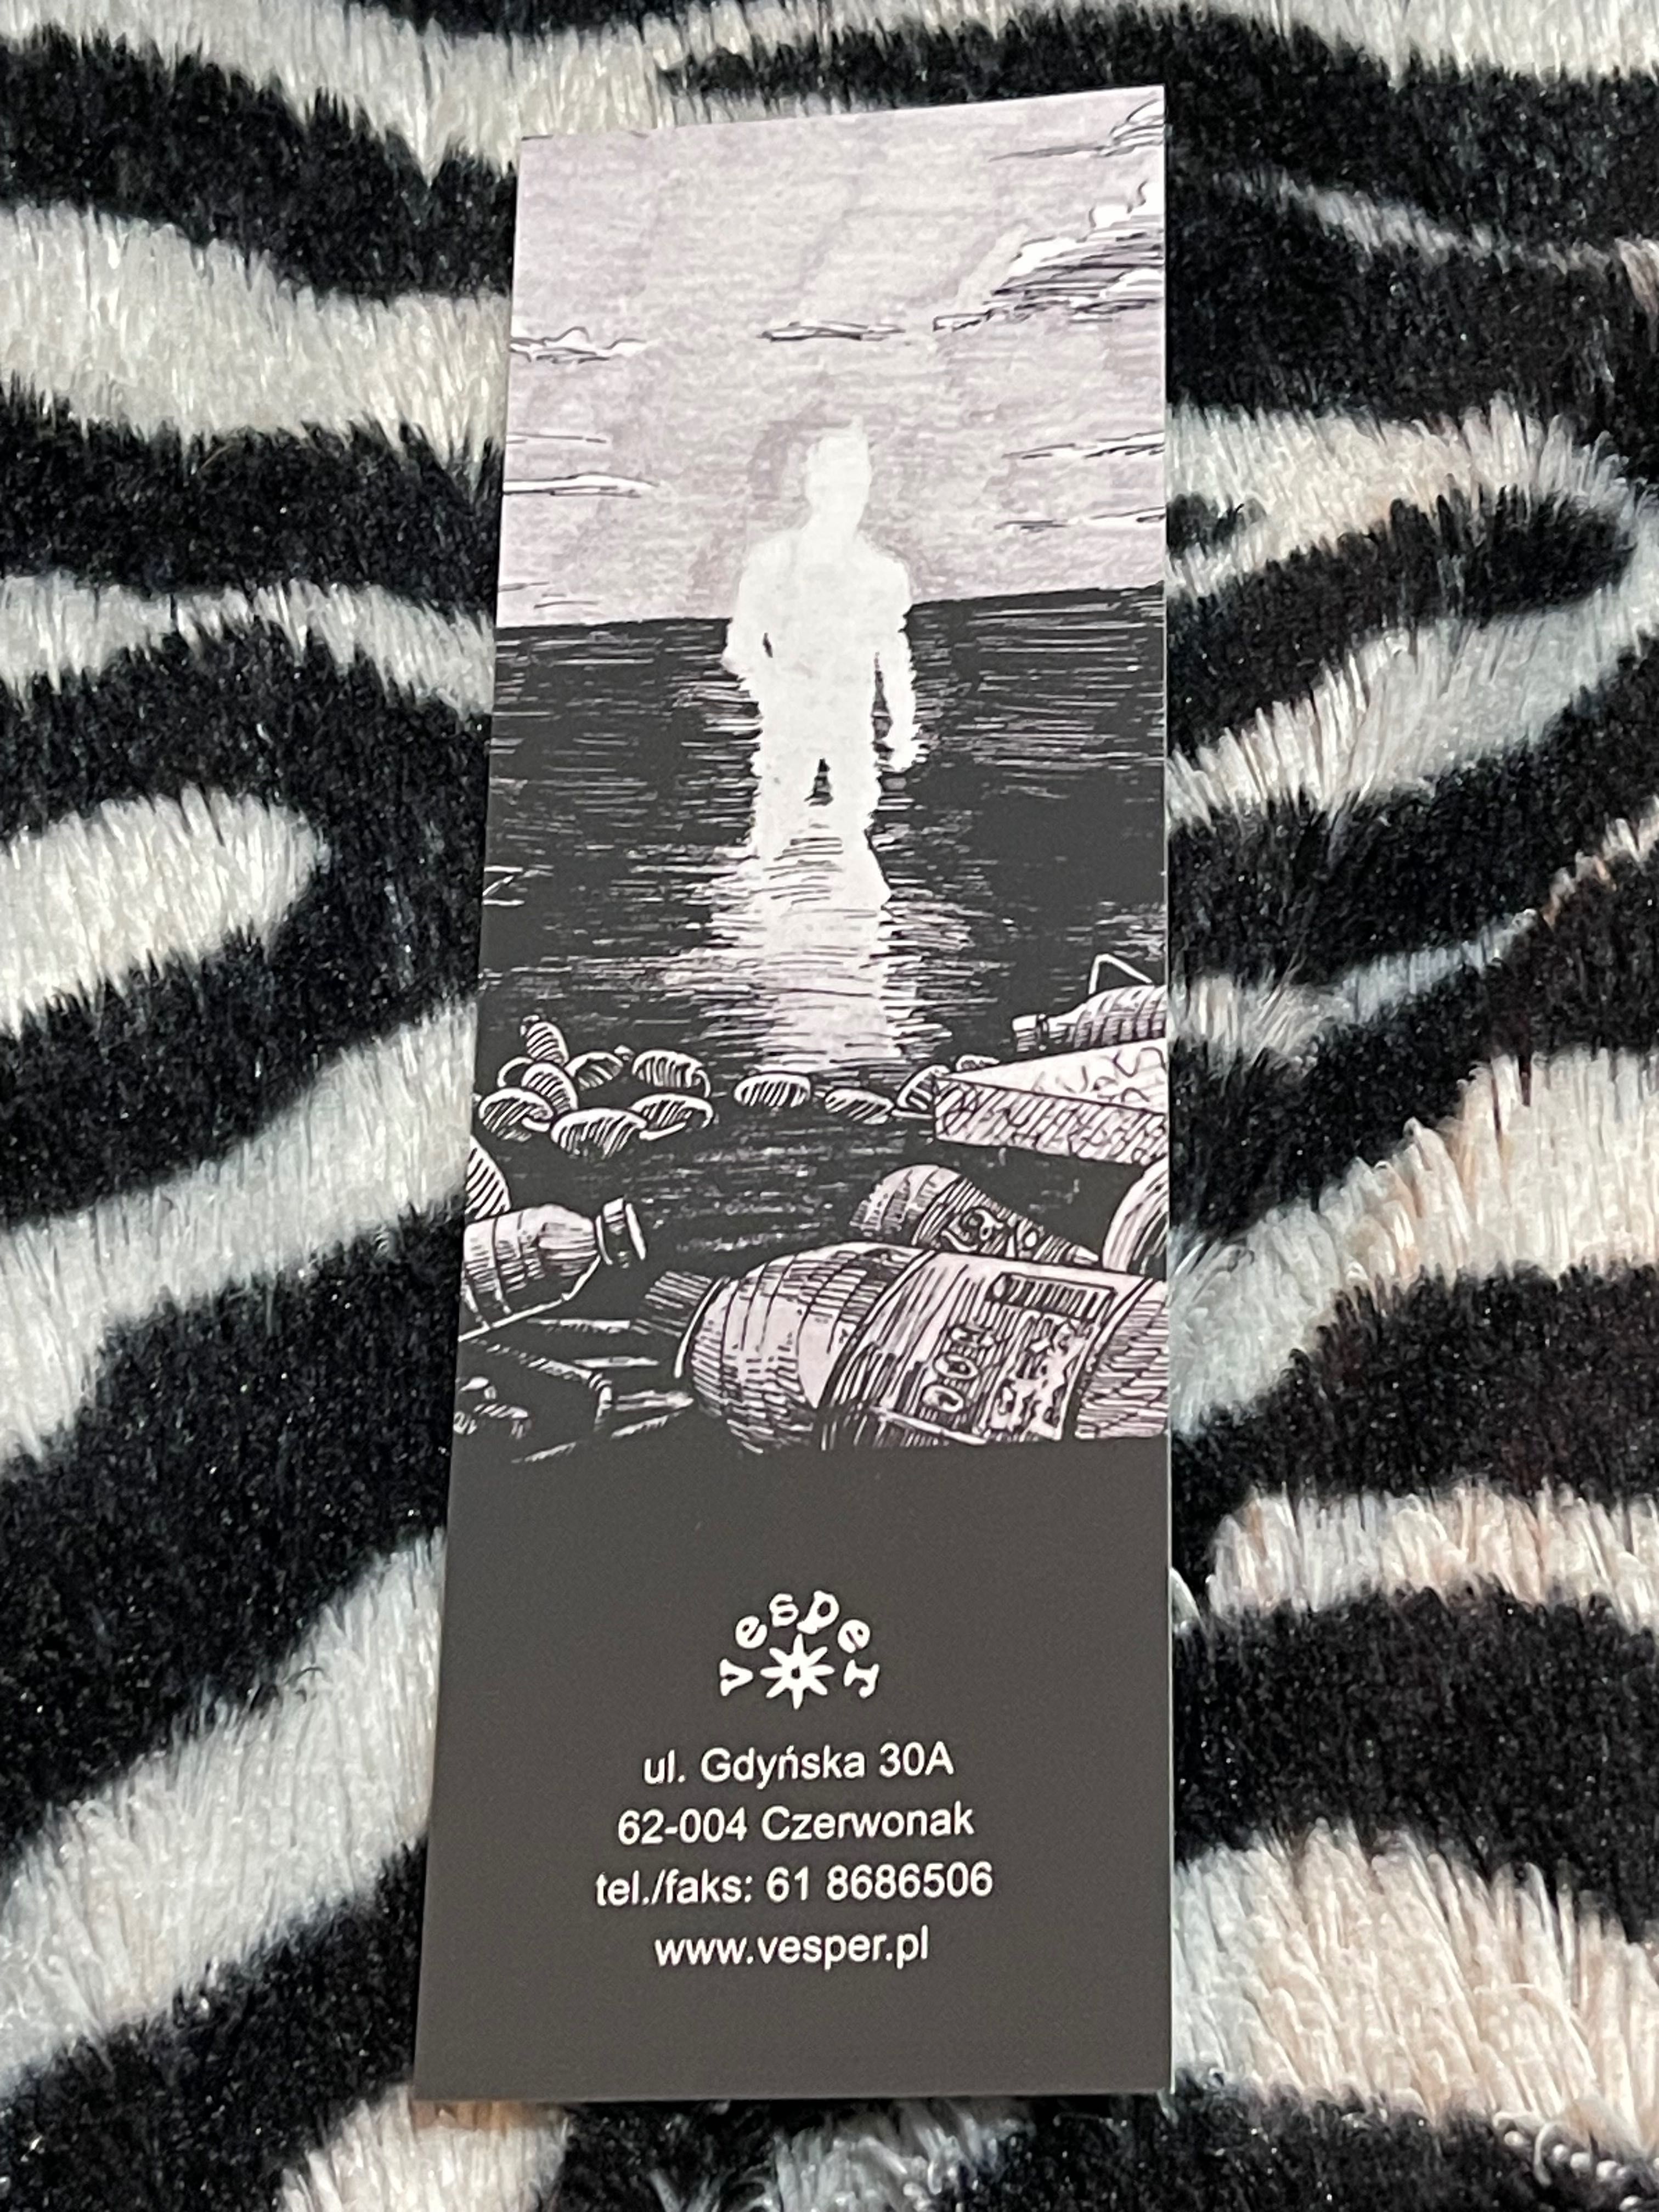 vesper
ul. Gdyńska 30A
62-004 Czerwonak
tel./faks: 61 8686506
www.vesper.pl